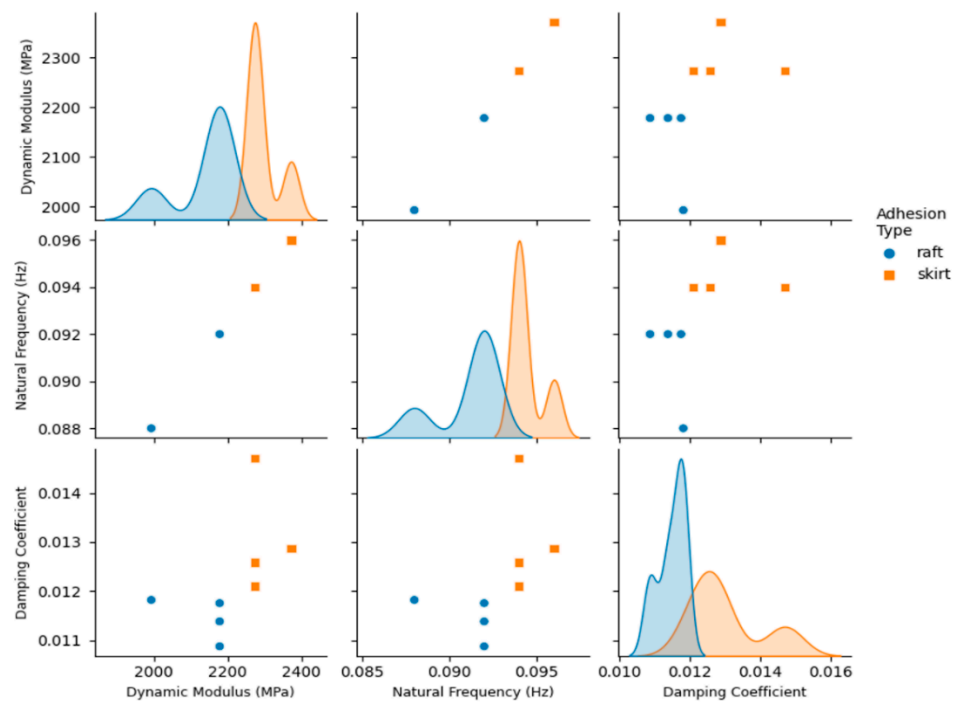 Dynamic Modulus (MPa)
2300
2200
2100
2000
Natural Frequency (Hz)
0.096
0.094
0.092
0.090
0.088
Damping Coefficient
0.014
0.013
0.012
0.011
2000 2200 2400
Dynamic Modulus (MPa)
0.085 0.090 0.095
Natural Frequency (Hz)
0.010 0.012 0.014 0.016
Damping Coefficient
Adhesion
Type
raft
skirt